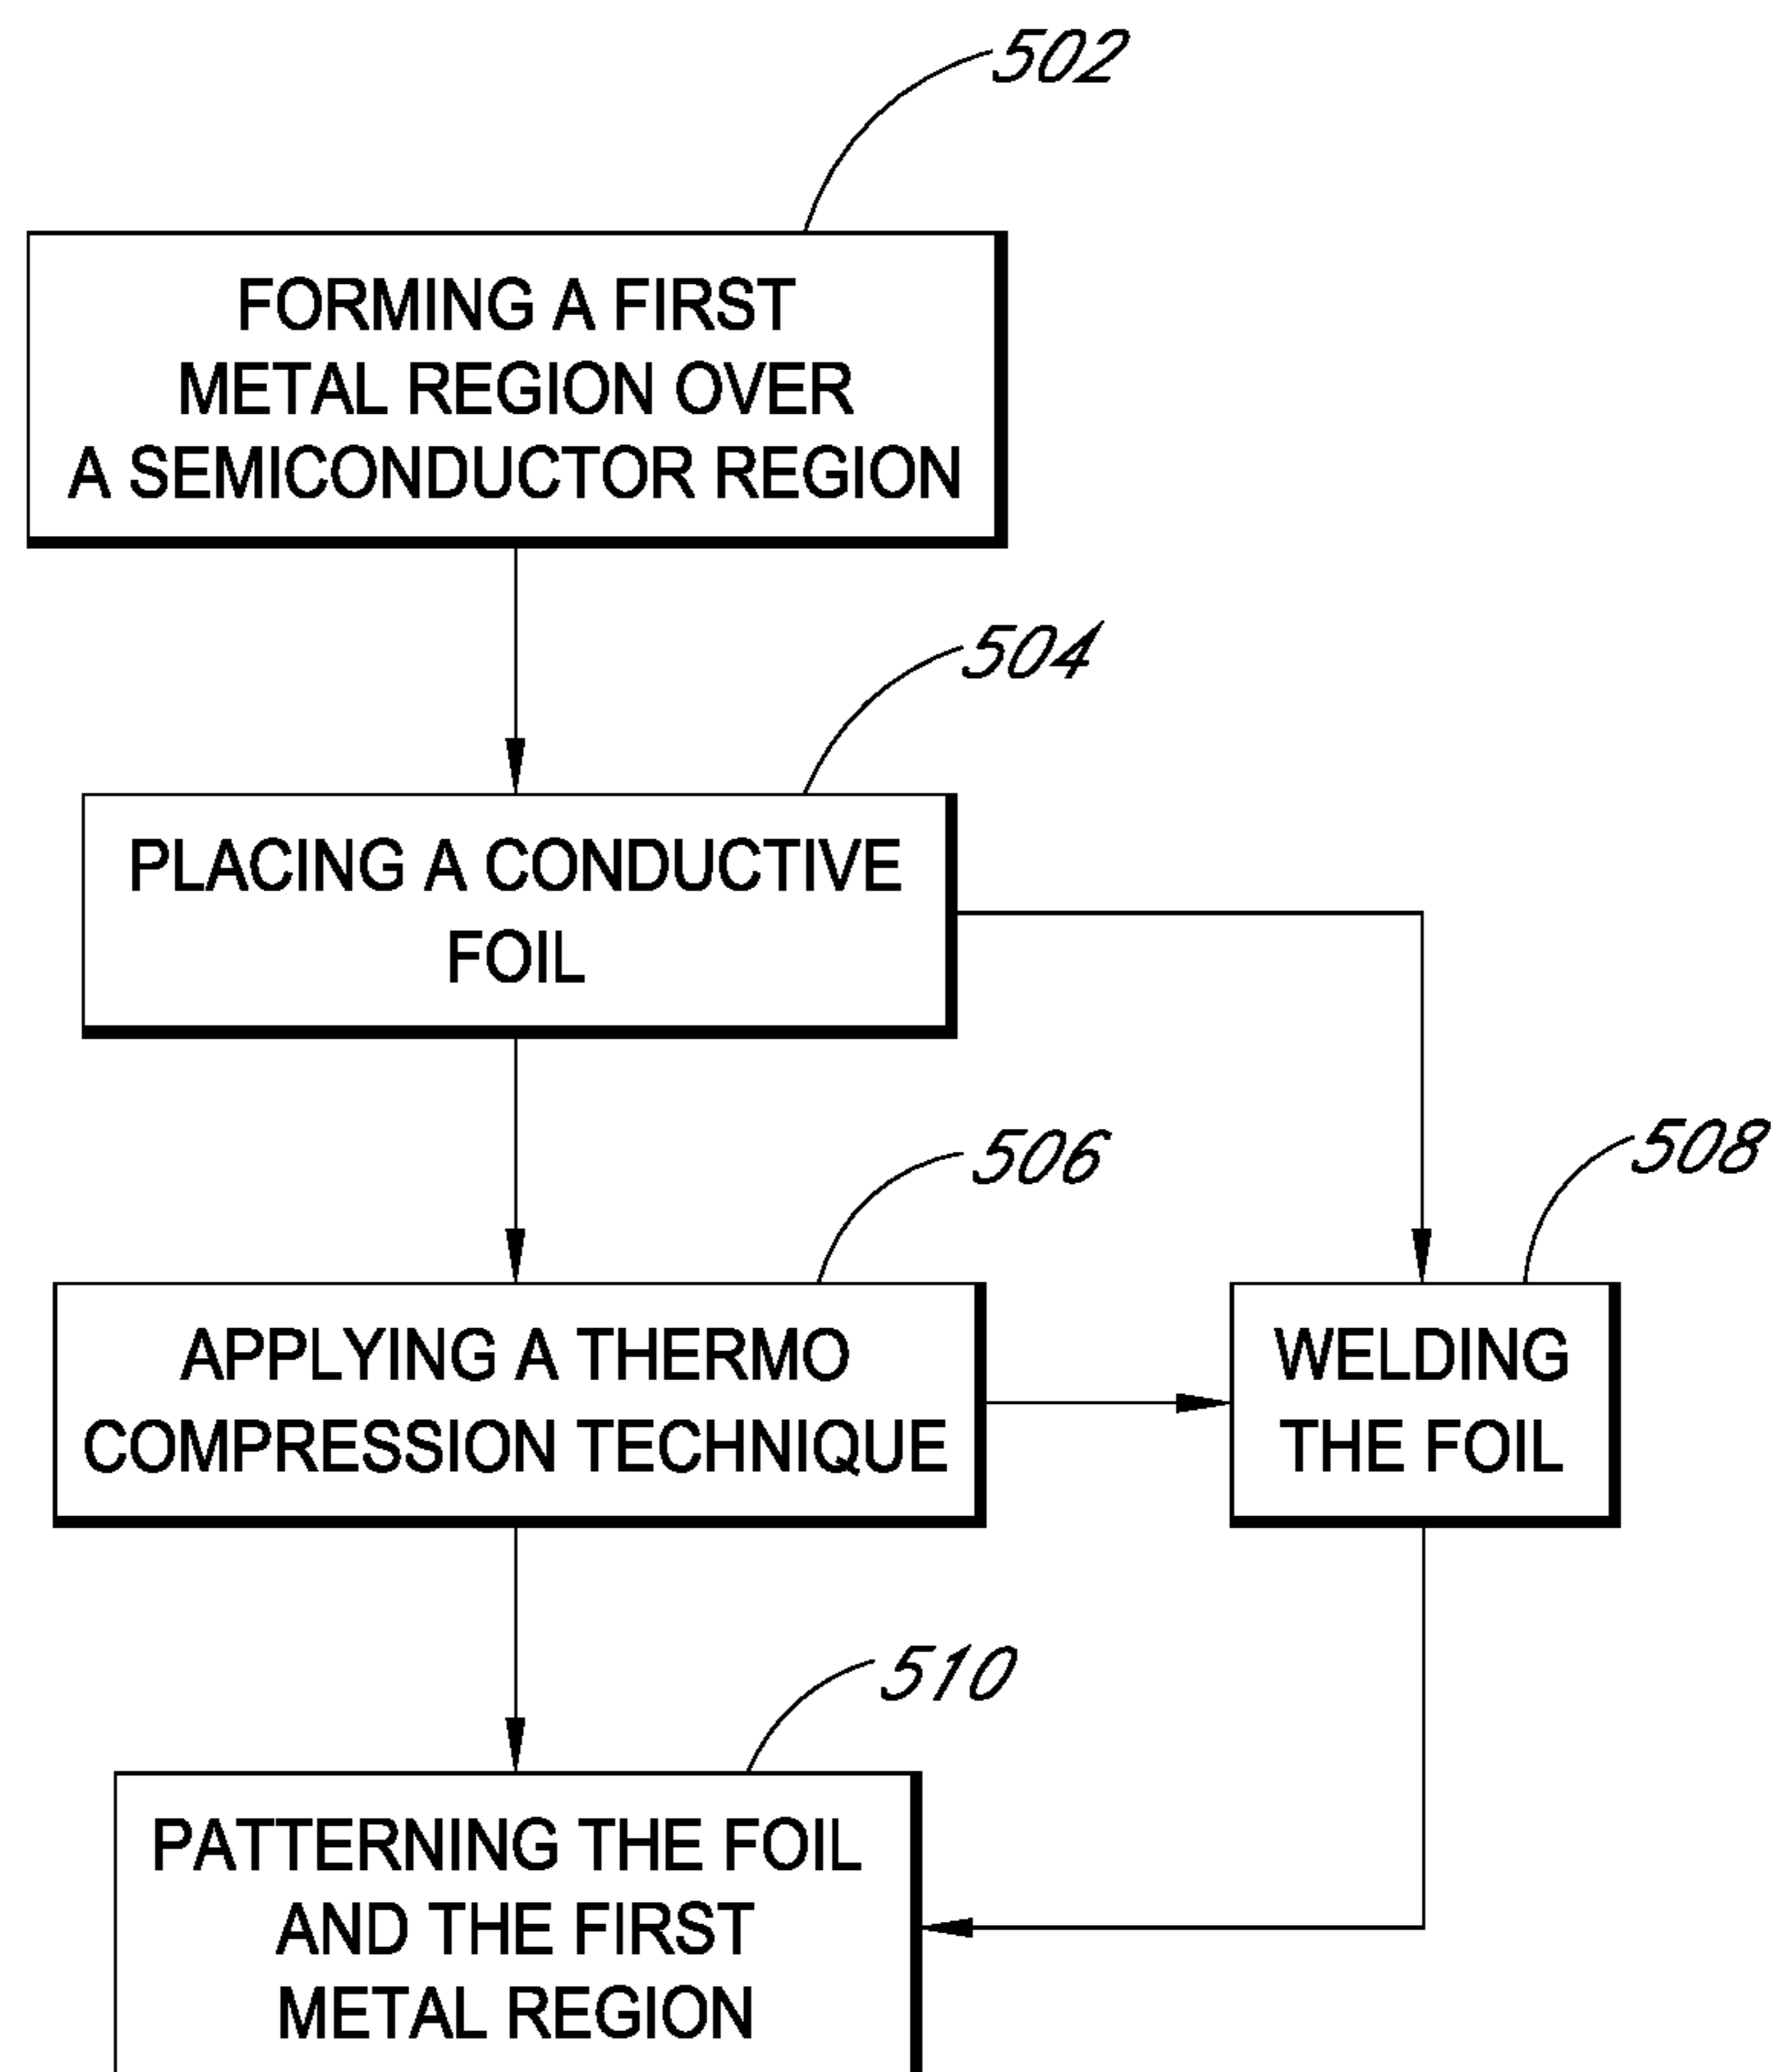 502
FORMING A FIRST
METAL REGION OVER
A SEMICONDUCTOR REGION
504
PLACING A CONDUCTIVE
FOIL
506
APPLYING A THERMO
COMPRESSION TECHNIQUE
508
WELDING
THE FOIL
510
PATTERNING THE FOIL
AND THE FIRST
METAL REGION